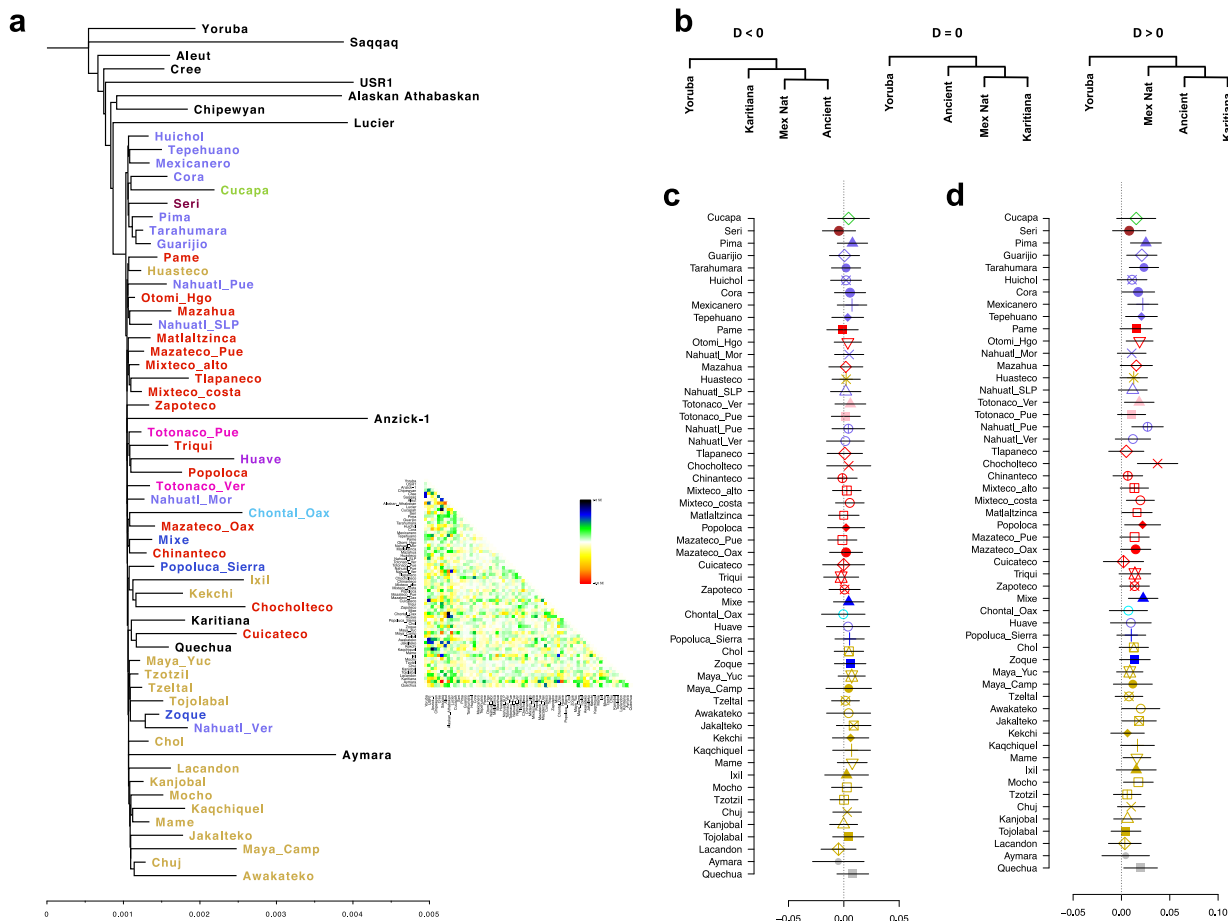 a
Yoruba
Saqqaq
Aleut
Cree
USR1
Alaskan Athabaskan
Chipewyan
Lucier
Huichol
Tepehuano
Mexicanero
Cora
Cucapa
Seri
Pima
Tarahumara
Guarijio
Pame
Huasteco
Nahuatl_Pue
Otomi_Hgo
Mazahua
Nahuatl_SLP
Matlaltzinca
Mazateco_Pue
Mixteco_alto
Tlapaneco
Mixteco_costa
Zapoteco
Anzick-1
Totonaco_Pue
Triqui
Huave
Popoloca
Totonaco_Ver
Nahuatl_Mor
Chontal_Oax
Mazateco_Oax
Mixe
Chinanteco
Popoluca_Sierra
Ixil
Kekchi
Chocholteco
Karitiana
Cuicateco
Quechua
Maya_Yuc
Tzotzil
Tzeltal
Tojolabal
Zoque
Nahuatl_Ver
Chol
Aymara
Lacandon
Kanjobal
Mocho
Kaqchiquel
Mame
Jakalteko
Maya_Camp
Chuj
Awakateko
0 0.001 0.002 0.003 0.004 0.005
b
D < 0 D = 0 D > 0
Yoruba Karitiana Mex Nat Ancient
Yoruba Ancient Mex Nat Karitiana
Yoruba Mex Nat Ancient Karitiana
c
Cucapa
Seri
Pima
Guarijio
Tarahumara
Huichol
Cora
Mexicanero
Tepehuano
Pame
Otomi_Hgo
Nahuatl_Mor
Mazahua
Huasteco
Nahuatl_SLP
Totonaco_Ver
Totonaco_Pue
Nahuatl_Pue
Nahuatl_Ver
Tlapaneco
Chocholteco
Chinanteco
Mixteco_alto
Mixteco_costa
Matlaltzinca
Popoloca
Mazateco_Pue
Mazateco_Oax
Cuicateco
Triqui
Zapoteco
Mixe
Chontal_Oax
Huave
Popoluca_Sierra
Chol
Zoque
Maya_Yuc
Maya_Camp
Tzeltal
Awakateko
Jakalteko
Kekchi
Kaqchiquel
Mame
Ixil
Mocho
Tzotzil
Chuj
Kanjobal
Tojolabal
Lacandon
Aymara
Quechua
−0.05 0.00 0.05
d
Cucapa
Seri
Pima
Guarijio
Tarahumara
Huichol
Cora
Mexicanero
Tepehuano
Pame
Otomi_Hgo
Nahuatl_Mor
Mazahua
Huasteco
Nahuatl_SLP
Totonaco_Ver
Totonaco_Pue
Nahuatl_Pue
Nahuatl_Ver
Tlapaneco
Chocholteco
Chinanteco
Mixteco_alto
Mixteco_costa
Matlaltzinca
Popoloca
Mazateco_Pue
Mazateco_Oax
Cuicateco
Triqui
Zapoteco
Mixe
Chontal_Oax
Huave
Popoluca_Sierra
Chol
Zoque
Maya_Yuc
Maya_Camp
Tzeltal
Awakateko
Jakalteko
Kekchi
Kaqchiquel
Mame
Ixil
Mocho
Tzotzil
Chuj
Kanjobal
Tojolabal
Lacandon
Aymara
Quechua
−0.05 0.00 0.05 0.10